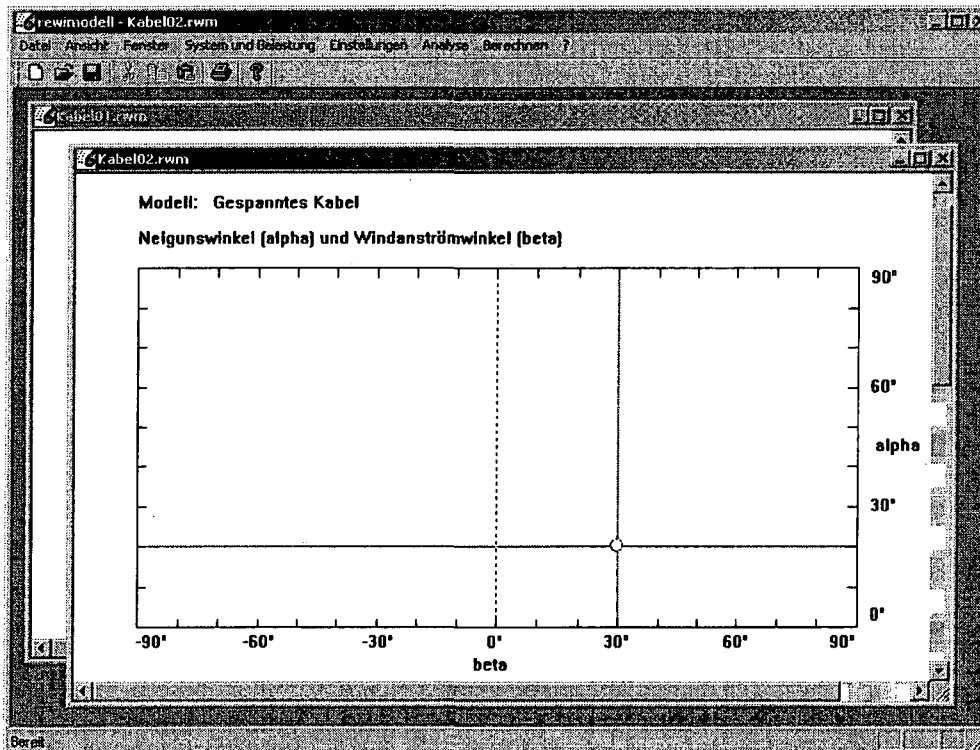 rewimodell - Kabel02.rwm
Datei Ansicht Fenster System und Belastung Einstellungen Analyse Berechnen ?
Kabel01.rwm
Kabel02.rwm
Modell: Gespanntes Kabel
Neigunswinkel (alpha) und Windanströmwinkel (beta)
90°
60°
alpha
30°
0°
-90° -60° -30° 0° 30° 60° 90°
beta
Bereit